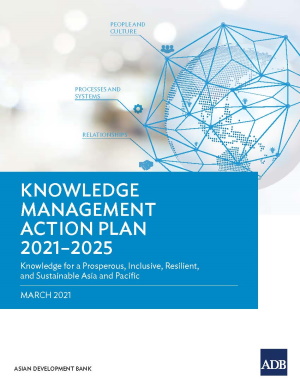 PEOPLE AND
CULTURE
PROCESSES AND
SYSTEMS
RELATIONSHIPS
KNOWLEDGE
MANAGEMENT
ACTION PLAN
2021–2025
Knowledge for a Prosperous, Inclusive, Resilient,
and Sustainable Asia and Pacific
MARCH 2021
ASIAN DEVELOPMENT BANK
ADB